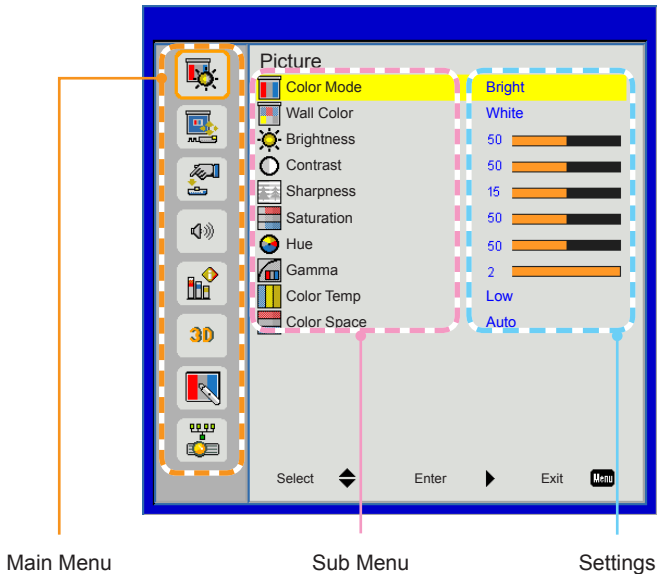 Picture
Color Mode Bright
Wall Color White
Brightness 50
Contrast 50
Sharpness 15
Saturation 50
Hue 50
Gamma 2
Color Temp Low
Color Space Auto
3D
Select Enter Exit Menu
Main Menu Sub Menu Settings